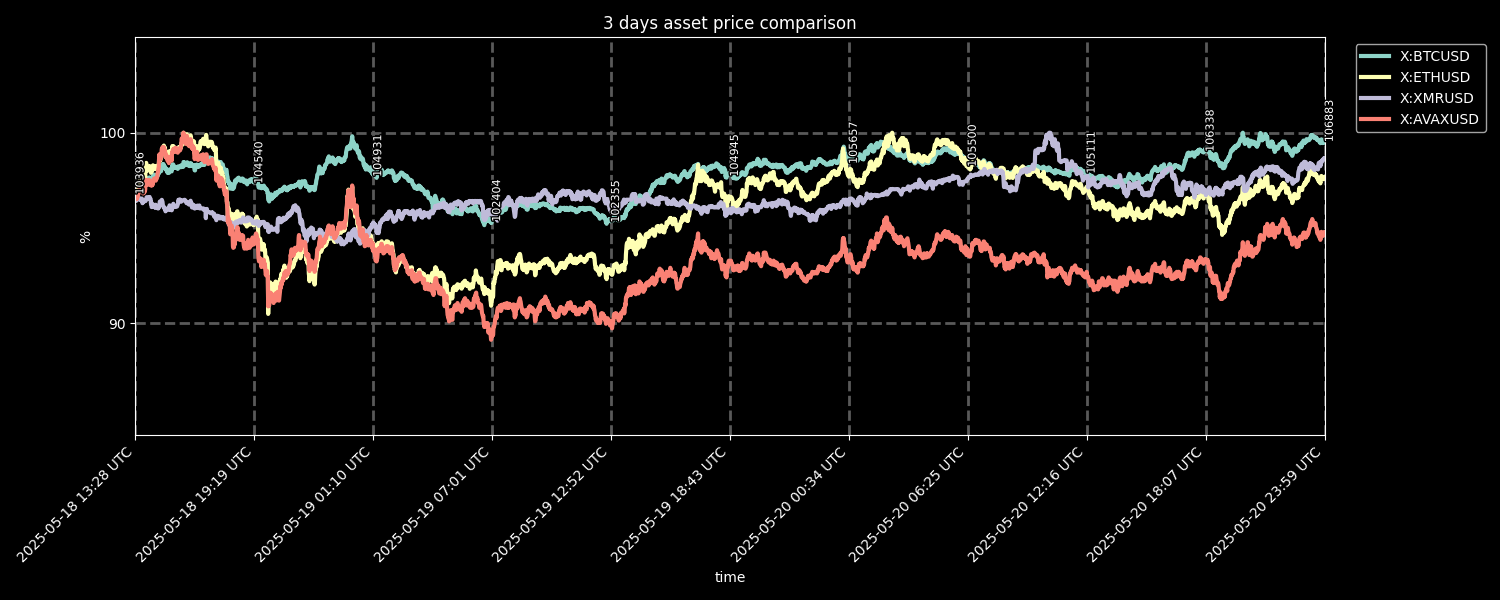 3 days asset price comparison
X:BTCUSD
X:ETHUSD
X:XMRUSD
X:AVAXUSD
100
90
%
103936
104540
104931
102404
102355
104945
105657
105500
105111
106338
106883
2025-05-18 13:28 UTC
2025-05-18 19:19 UTC
2025-05-19 01:10 UTC
2025-05-19 07:01 UTC
2025-05-19 12:52 UTC
2025-05-19 18:43 UTC
2025-05-20 00:34 UTC
2025-05-20 06:25 UTC
2025-05-20 12:16 UTC
2025-05-20 18:07 UTC
2025-05-20 23:59 UTC
time